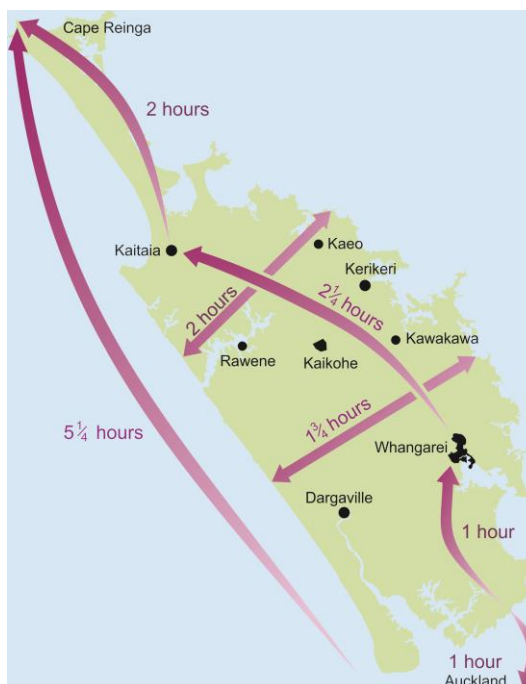 Cape Reinga
2 hours
Kaitaia
Kaeo
Kerikeri
2¼ hours
2 hours
Kawakawa
Rawene
Kaikohe
1¾ hours
5¼ hours
Whangarei
Dargaville
1 hour
1 hour
Auckland